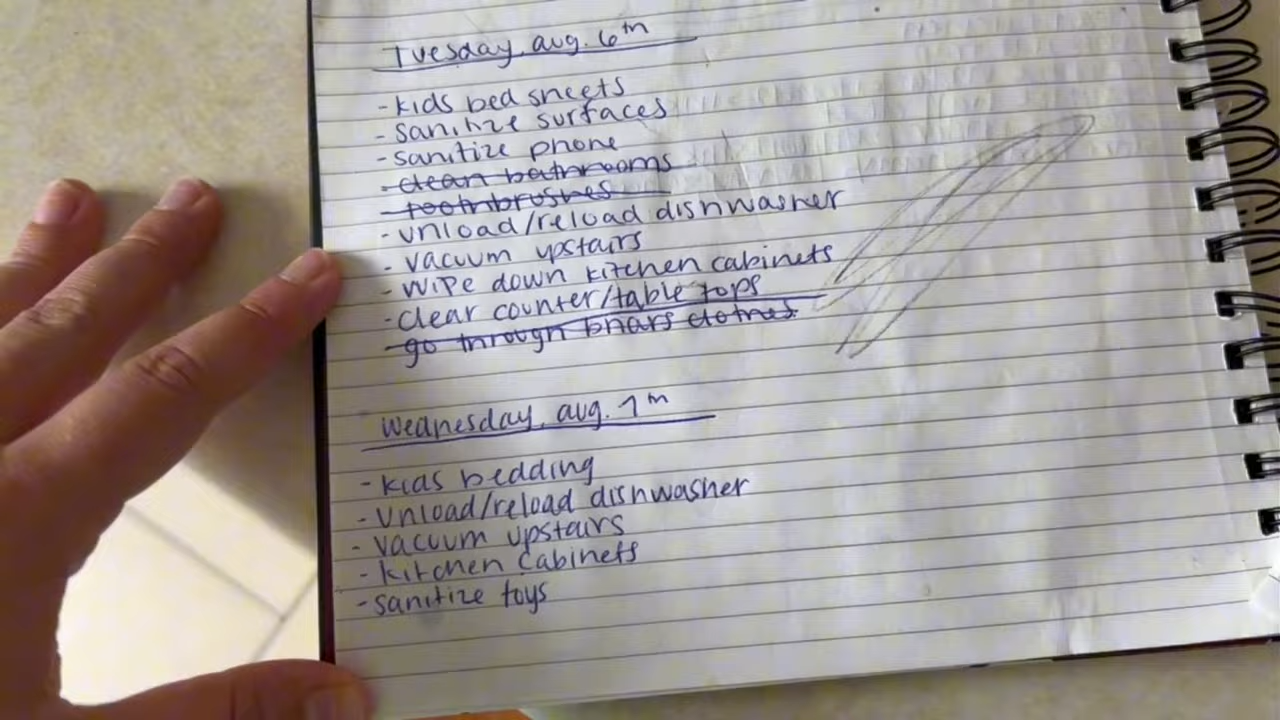 Tuesday, aug. 6th
- kids bed sheets
- sanitize surfaces
- sanitize phone
- clean bathrooms
- toothbrushes
- unload/reload dishwasher
- vacuum upstairs
- wipe down kitchen cabinets
- clear counter/table tops
- go through briars clothes
Wednesday, aug. 7th
- kids bedding
- unload/reload dishwasher
- vacuum upstairs
- kitchen cabinets
- sanitize toys